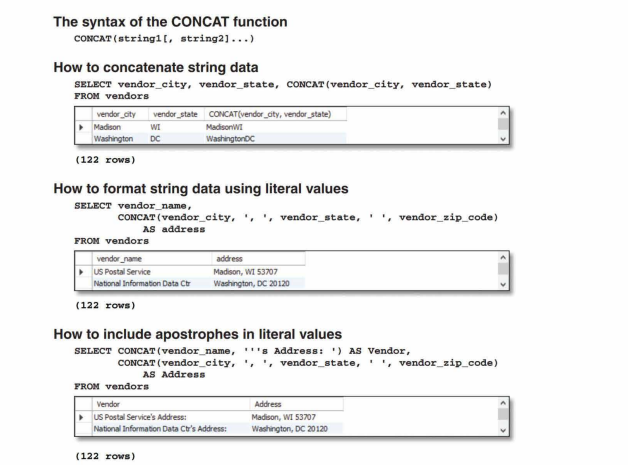 The syntax of the CONCAT function
CONCAT(string1[, string2]...)
How to concatenate string data
SELECT vendor_city, vendor_state, CONCAT(vendor_city, vendor_state)
FROM vendors
vendor_city vendor_state CONCAT(vendor_city, vendor_state)
Madison WI MadisonWI
Washington DC WashingtonDC
(122 rows)
How to format string data using literal values
SELECT vendor_name,
CONCAT(vendor_city, ', ', vendor_state, ' ', vendor_zip_code)
AS address
FROM vendors
vendor_name address
US Postal Service Madison, WI 53707
National Information Data Ctr Washington, DC 20120
(122 rows)
How to include apostrophes in literal values
SELECT CONCAT(vendor_name, '''s Address: ') AS Vendor,
CONCAT(vendor_city, ', ', vendor_state, ' ', vendor_zip_code)
AS Address
FROM vendors
Vendor Address
US Postal Service's Address: Madison, WI 53707
National Information Data Ctr's Address: Washington, DC 20120
(122 rows)